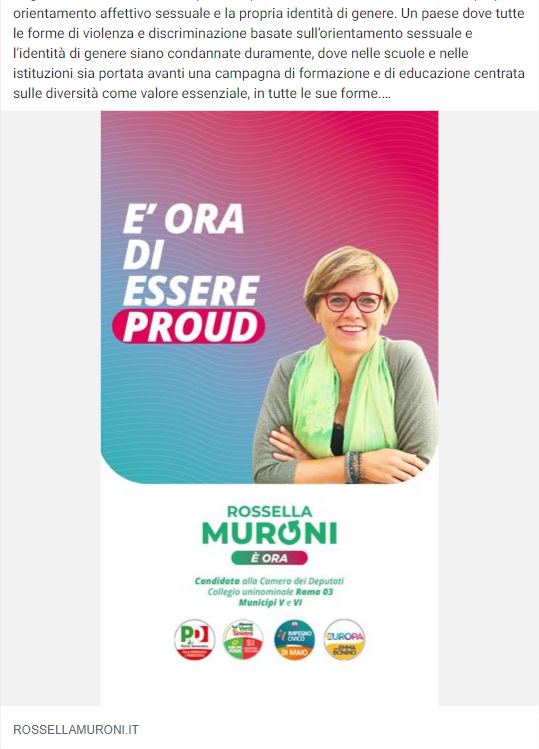 orientamento affettivo sessuale e la propria identità di genere. Un paese dove tutte
le forme di violenza e discriminazione basate sull'orientamento sessuale e
l'identità di genere siano condannate duramente, dove nelle scuole e nelle
istituzioni sia portata avanti una campagna di formazione e di educazione centrata
sulle diversità come valore essenziale, in tutte le sue forme....
E' ORA
DI
ESSERE
PROUD
ROSSELLA
MURONI
È ORA
Candidata alla Camera dei Deputati
Collegio uninominale Roma 03
Municipi V e VI
PD
Verdi
Sinistra
SI
IMPEGNO
CIVICO
DI MAIO
+EUROPA
EMMA
BONINO
ROSSELLAMURONI.IT